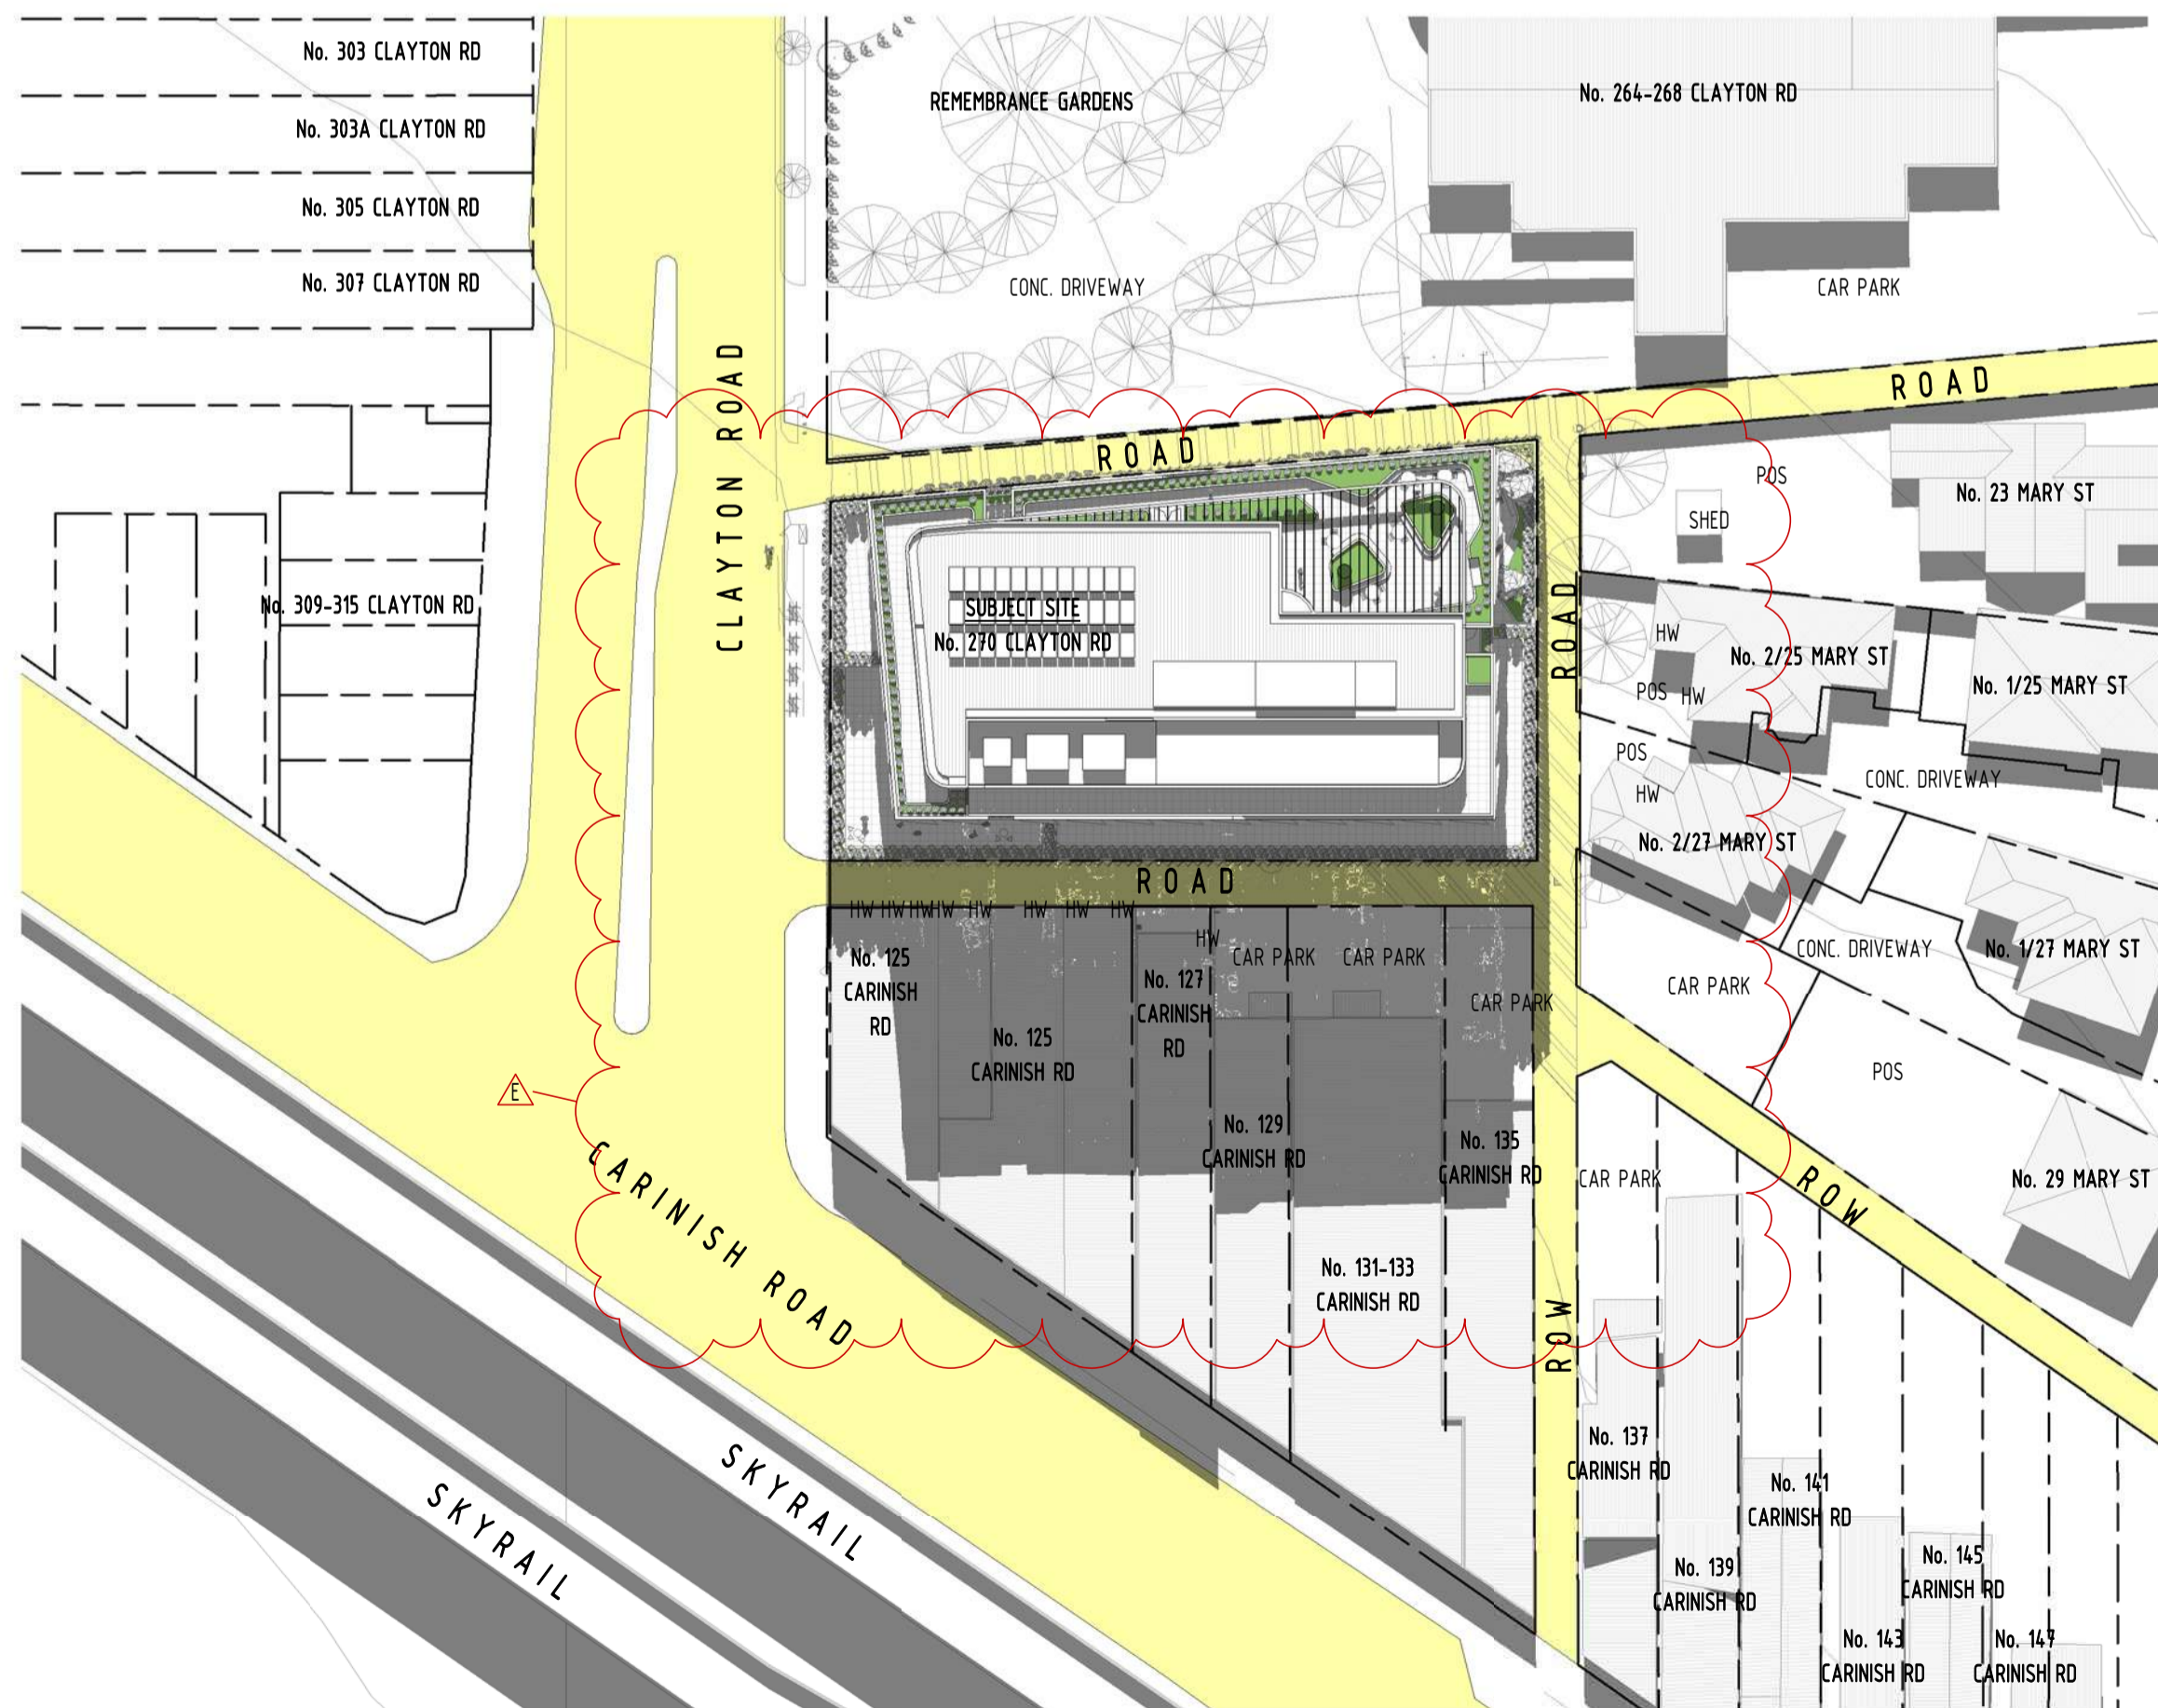 No. 303 CLAYTON RD
No. 303A CLAYTON RD
No. 305 CLAYTON RD
No. 307 CLAYTON RD
REMEMBRANCE GARDENS
No. 264-268 CLAYTON RD
CONC. DRIVEWAY
CAR PARK
CLAYTON ROAD
ROAD
ROAD
POS
No. 23 MARY ST
SHED
No. 309-315 CLAYTON RD
SUBJECT SITE
No. 270 CLAYTON RD
ROAD
HW
No. 2/25 MARY ST
POS
HW
No. 1/25 MARY ST
POS
CONC. DRIVEWAY
HW
No. 2/27 MARY ST
ROAD
HW HW HW HW HW HW HW HW
HW
No. 125
CARINISH
RD
No. 125
CARINISH RD
No. 127
CARINISH
RD
CAR PARK
CAR PARK
CAR PARK
CAR PARK
CONC. DRIVEWAY
No. 1/27 MARY ST
POS
E
No. 129
CARINISH RD
No. 135
CARINISH RD
CAR PARK
No. 29 MARY ST
ROW
CARINISH ROAD
No. 131-133
CARINISH RD
ROW
SKYRAIL
SKYRAIL
No. 137
CARINISH RD
No. 141
CARINISH RD
No. 139
CARINISH RD
No. 145
CARINISH RD
No. 143
CARINISH RD
No. 147
CARINISH RD